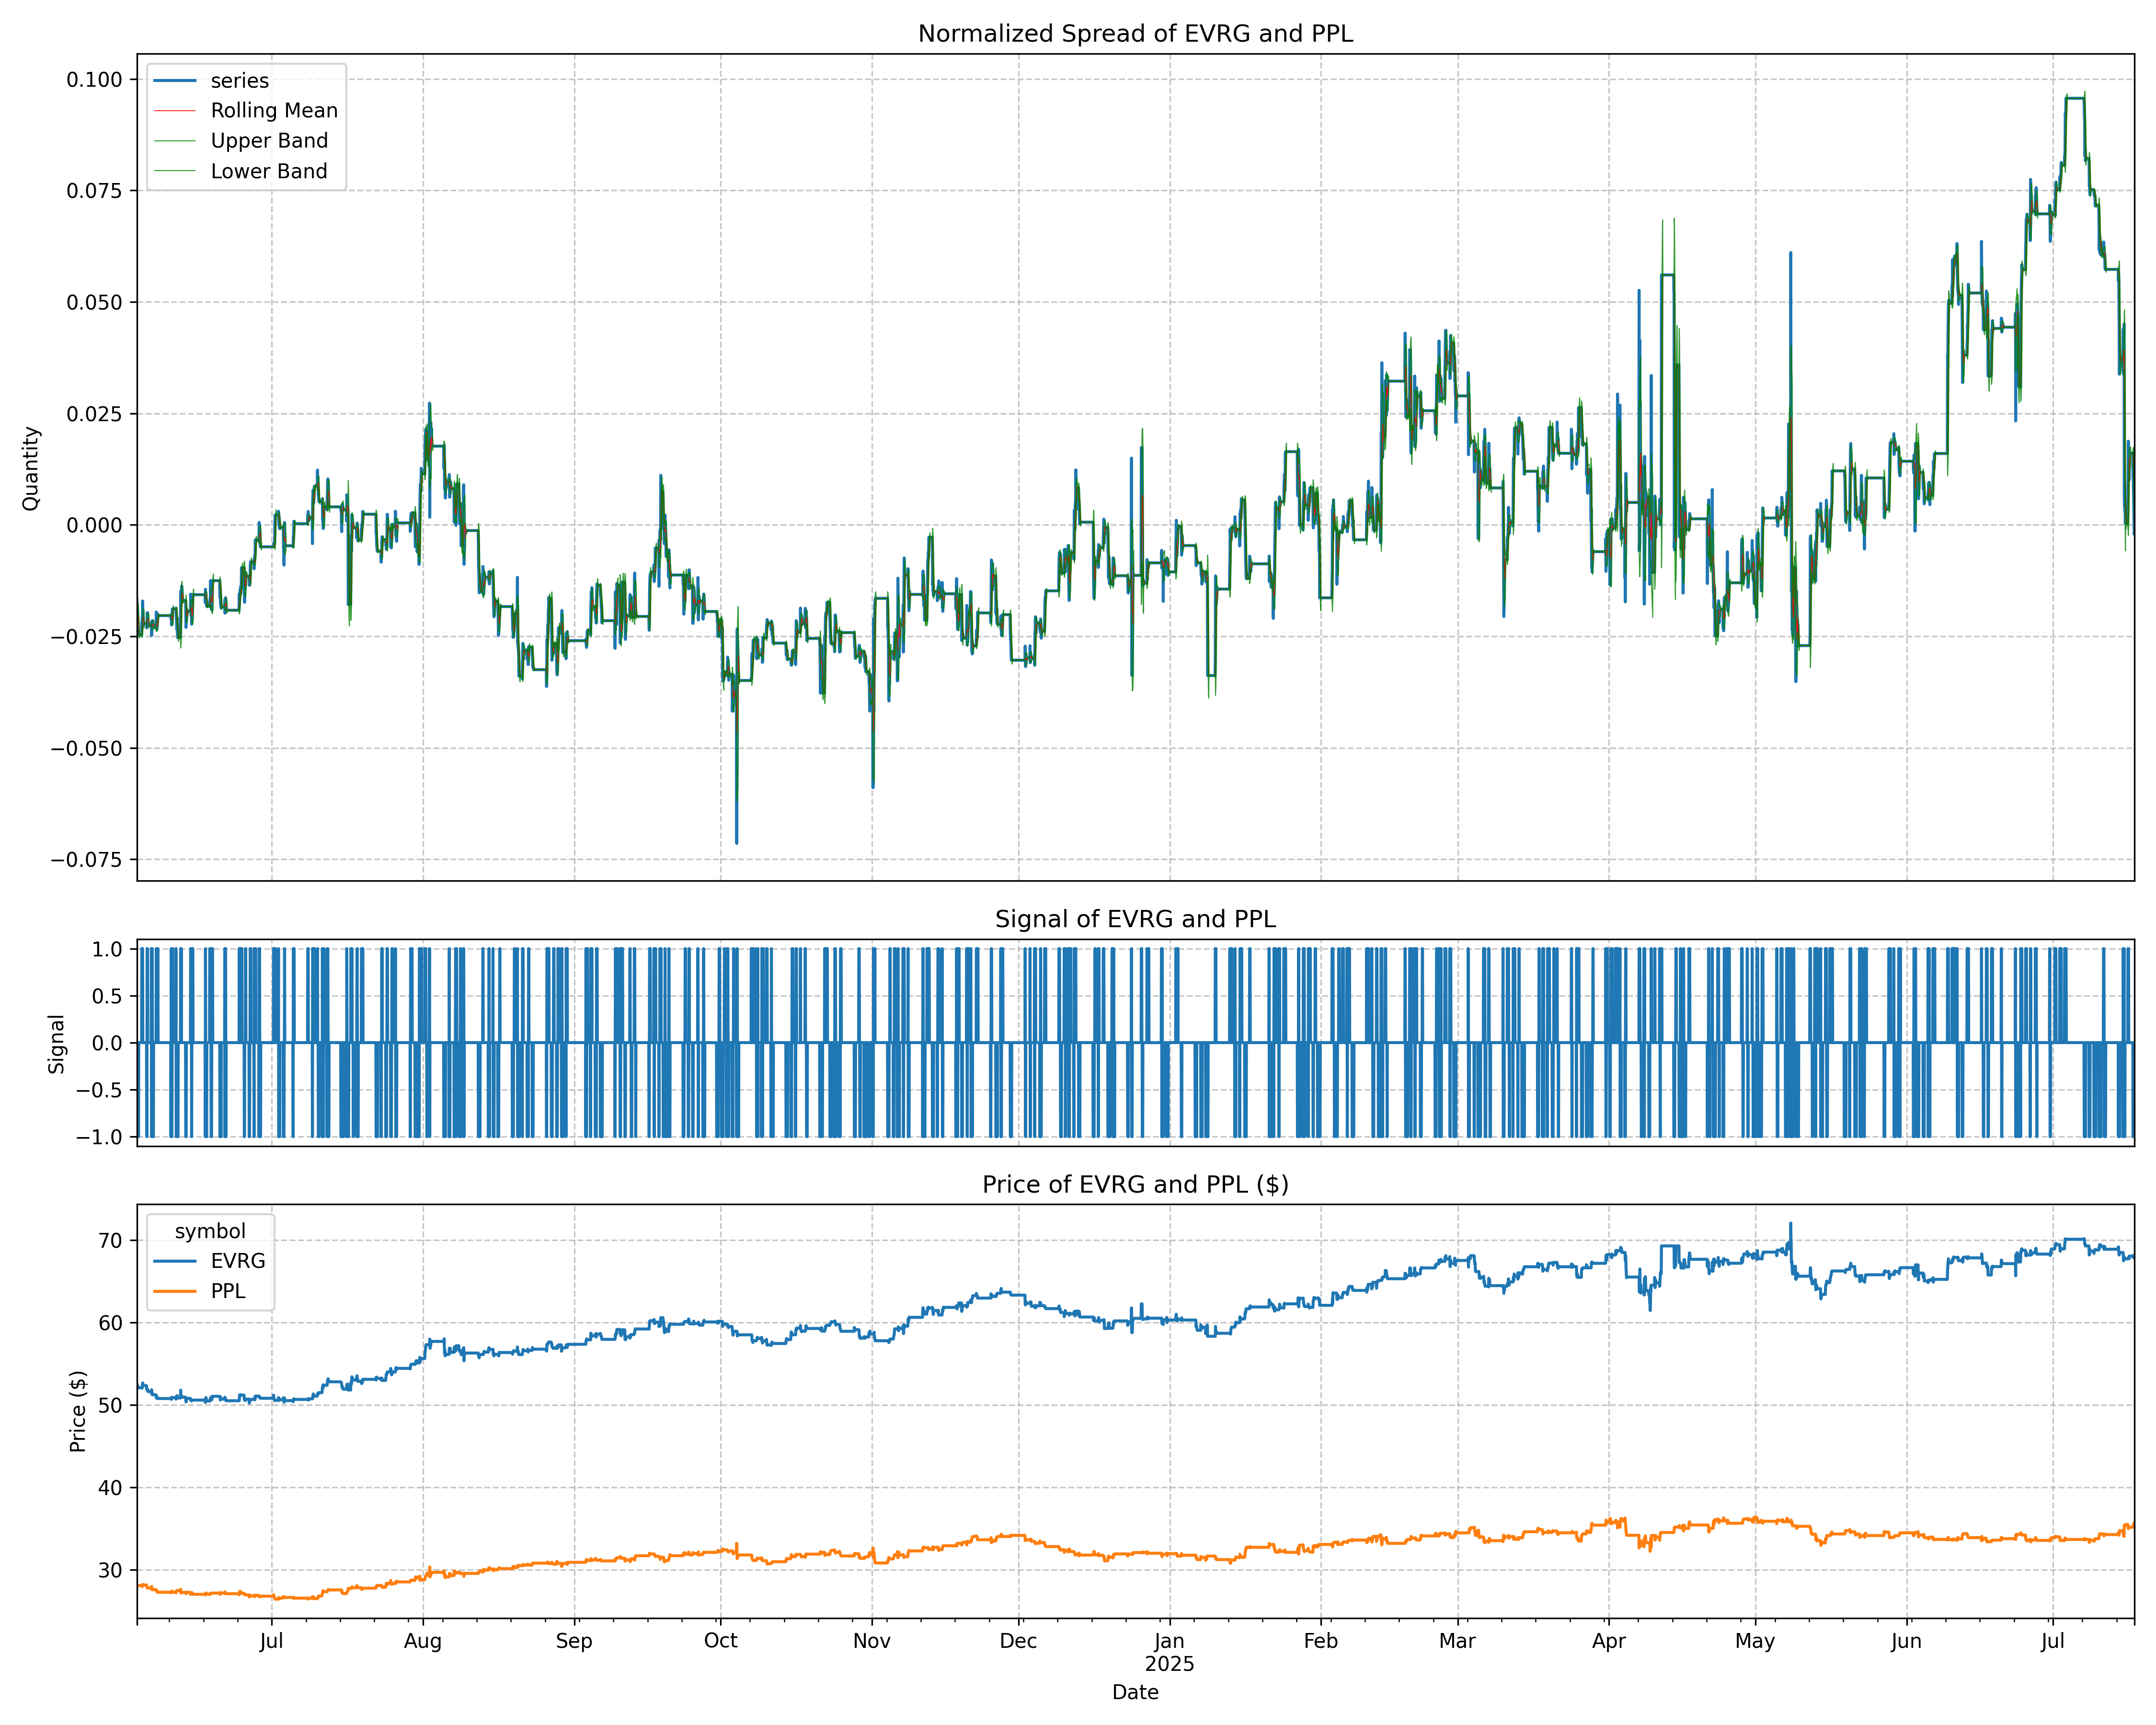 Normalized Spread of EVRG and PPL
series
Rolling Mean
Upper Band
Lower Band
0.100
0.075
0.050
0.025
0.000
−0.025
−0.050
−0.075
Quantity
Signal of EVRG and PPL
1.0
0.5
0.0
−0.5
−1.0
Signal
Price of EVRG and PPL ($)
symbol
EVRG
PPL
70
60
50
40
30
Price ($)
Jul Aug Sep Oct Nov Dec Jan Feb Mar Apr May Jun Jul
2025
Date